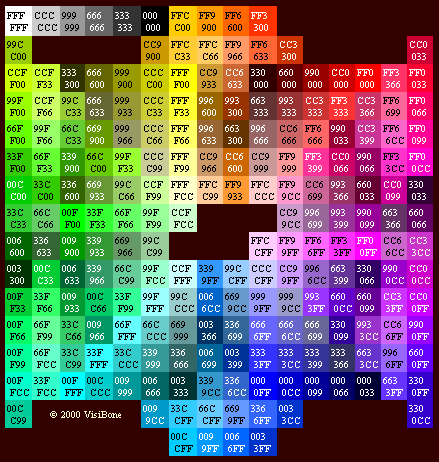 FFF CCC 999 666 333 000 FFC FF9 FF6 FF3
FFF CCC 999 666 333 000 C00 900 600 300
99C CC9 FFC FFC FF9 FF6 CC3 CC0
C00 900 C33 C66 966 633 300 033
CCF CCF 333 666 999 CCC FFF CC9 CC6 330 660 990 CC0 FF0 FF3 FF0
F00 F33 300 600 900 C00 F00 933 633 000 000 000 000 000 366 033
99F CCF 99C 666 999 CCC FFF 996 993 663 993 CC3 FF3 CC3 FF6 FF0
F00 F66 C33 633 933 C33 F33 600 300 333 333 333 333 366 699 066
66F 99F 66C 669 999 CCC FFF 996 663 996 CC6 FF6 990 CC3 FF6 FF0
F00 F66 C33 900 966 C66 F66 633 300 666 666 666 033 399 6CC 099
33F 66F 339 66C 99F CCC FFF CC9 CC6 CC9 FF9 FF3 CC0 990 FF3 FF0
F00 F33 900 C00 F33 C99 F99 966 600 999 999 399 066 066 3CC 0CC
00C 33C 336 669 99C CCF FFF FFC FF9 FFC FF9 CC6 993 660 CC0 330
C00 C00 600 933 C66 F99 FCC C99 933 CCC 9CC 699 366 033 099 033
33C 66C 00F 33F 66F 99F CCF CC9 996 993 990 663 660
C33 C66 F00 F33 F66 F99 FCC 9CC 699 399 099 366 066
006 336 009 339 669 99C FFC FF9 FF6 FF3 FF0 CC6 CC3
600 633 900 933 966 C99 CFF 9FF 6FF 3FF 0FF 6CC 3CC
003 00C 006 339 66C 99F CCF 339 99C CCC CC9 996 663 330 990 CC0
300 C33 633 966 C99 FCC FFF 9FF CFF CFF 9FF 6CC 399 066 0CC 0CC
00F 33F 009 00C 33F 99F 99C 006 669 999 999 993 660 660 CC3 CC0
F33 F66 933 C66 F99 FFF CCC 6CC 9CC 9FF 9CC 3FF 0CC 099 3FF 0FF
00F 66F 33C 009 66F 66C 669 003 336 666 666 666 330 993 CC6 990
F66 F99 C66 966 FFF CCC 999 366 699 6FF 6CC 699 099 3CC 6FF 0FF
00F 66F 33C 33F 33C 339 336 006 003 333 333 333 333 663 996 660
F99 FCC C99 FFF CCC 999 666 699 399 3FF 3CC 399 366 3CC 6FF 0FF
00F 33F 00F 00C 009 006 003 339 336 000 000 000 000 000 663 330
FCC FCC FFF CCC 999 666 333 9CC 6CC 0FF 0CC 099 066 033 3FF 0FF
00C © 2000 VisiBone 009 33C 66C 669 336 003 330
C99 9CC CFF CFF 9FF 6FF 3CC 0CC
00C 009 006 003
CFF 9FF 6FF 3FF